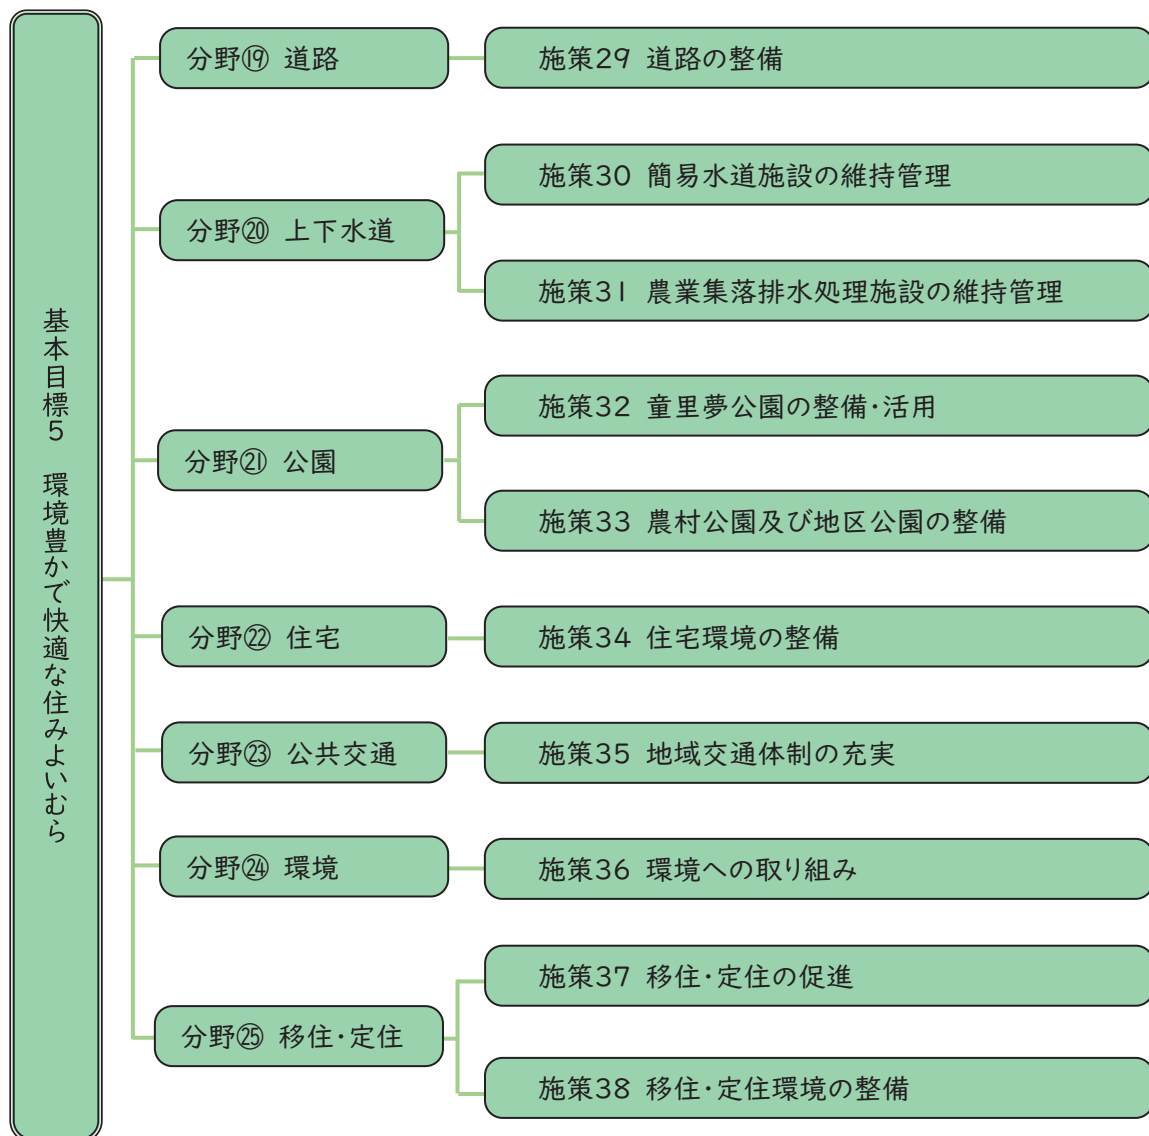 基本目標5　環境豊かで快適な住みよいむら
分野⑲ 道路
施策29 道路の整備
分野⑳ 上下水道
施策30 簡易水道施設の維持管理
施策31 農業集落排水処理施設の維持管理
分野㉑ 公園
施策32 童里夢公園の整備・活用
施策33 農村公園及び地区公園の整備
分野㉒ 住宅
施策34 住宅環境の整備
分野㉓ 公共交通
施策35 地域交通体制の充実
分野㉔ 環境
施策36 環境への取り組み
分野㉕ 移住・定住
施策37 移住・定住の促進
施策38 移住・定住環境の整備